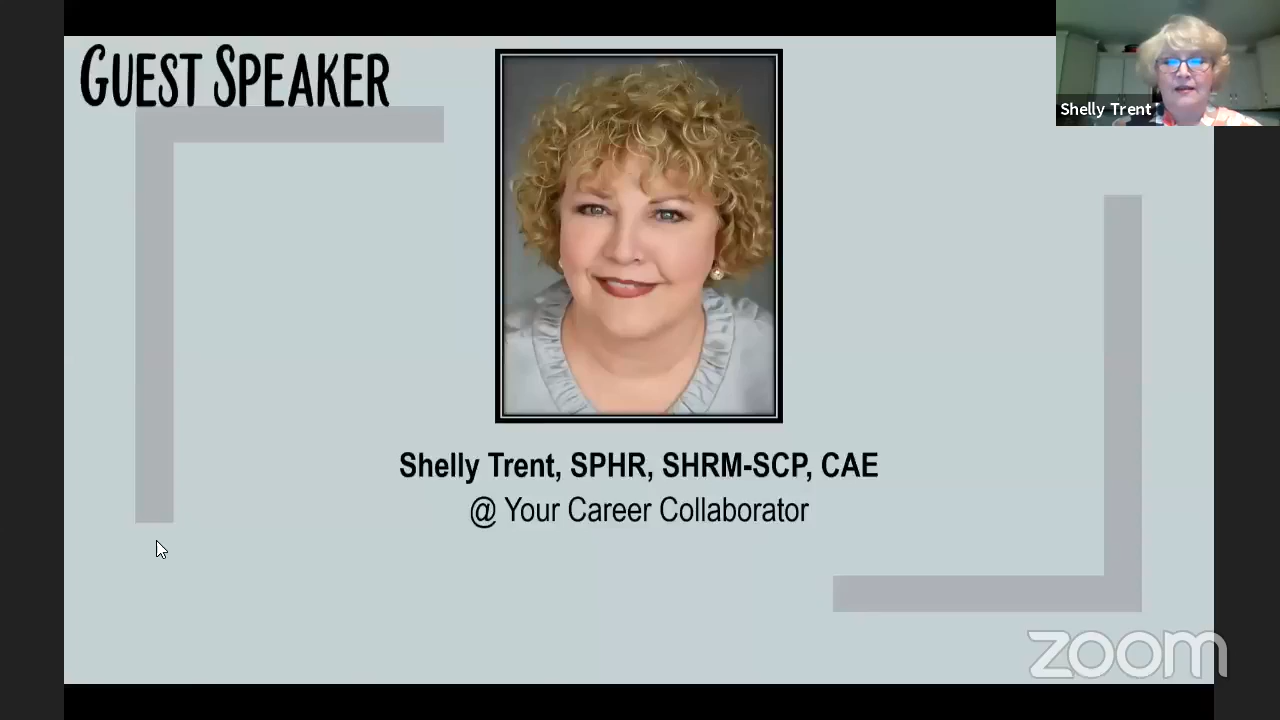 GUEST SPEAKER
Shelly Trent
Shelly Trent, SPHR, SHRM-SCP, CAE
@ Your Career Collaborator
zoom